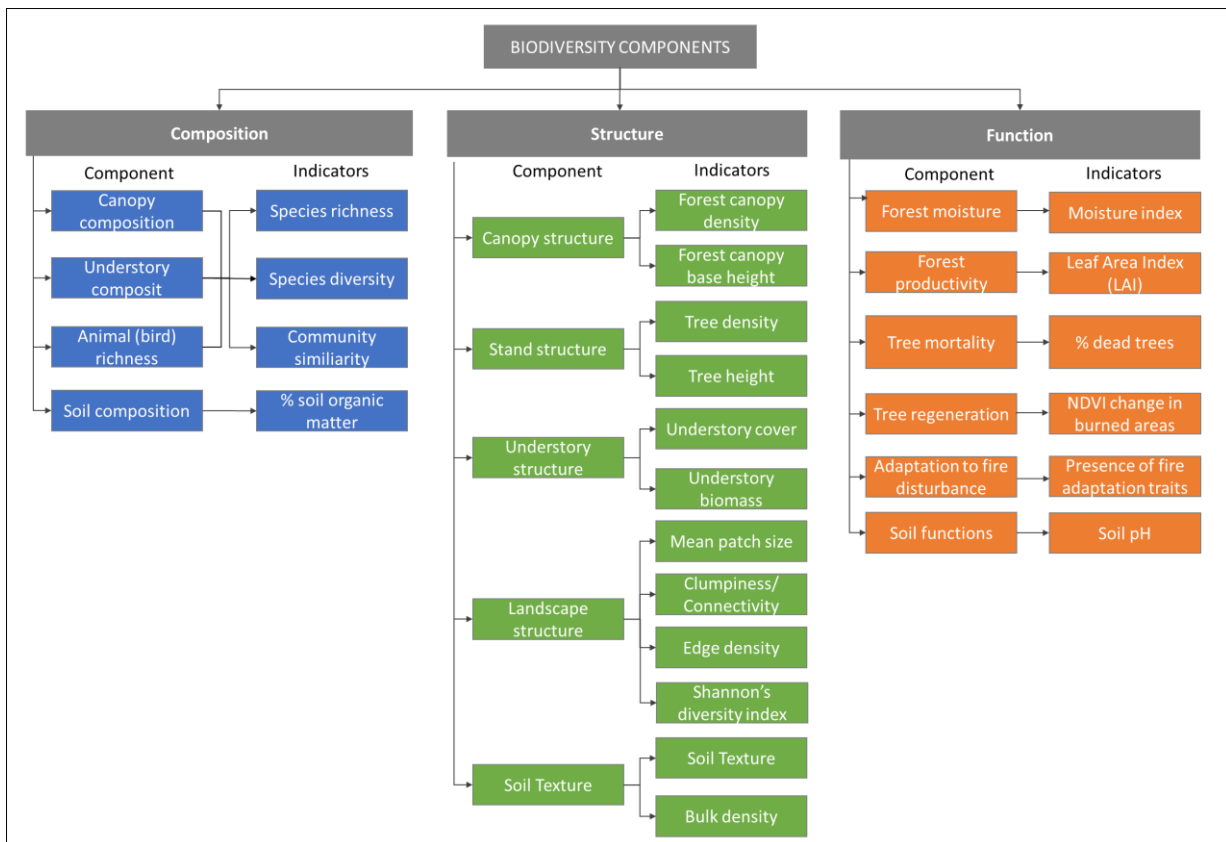 BIODIVERSITY COMPONENTS
Composition
Component
Indicators
Canopy
composition
Species richness
Understory
composit
Species diversity
Animal (bird)
richness
Community
similiarity
Soil composition
% soil organic
matter
Structure
Component
Indicators
Canopy structure
Forest canopy
density
Forest canopy
base height
Stand structure
Tree density
Tree height
Understory
structure
Understory cover
Understory
biomass
Landscape
structure
Mean patch size
Clumpiness/
Connectivity
Edge density
Shannon's
diversity index
Soil Texture
Soil Texture
Bulk density
Function
Component
Indicators
Forest moisture
Moisture index
Forest
productivity
Leaf Area Index
(LAI)
Tree mortality
% dead trees
Tree regeneration
NDVI change in
burned areas
Adaptation to fire
disturbance
Presence of fire
adaptation traits
Soil functions
Soil pH